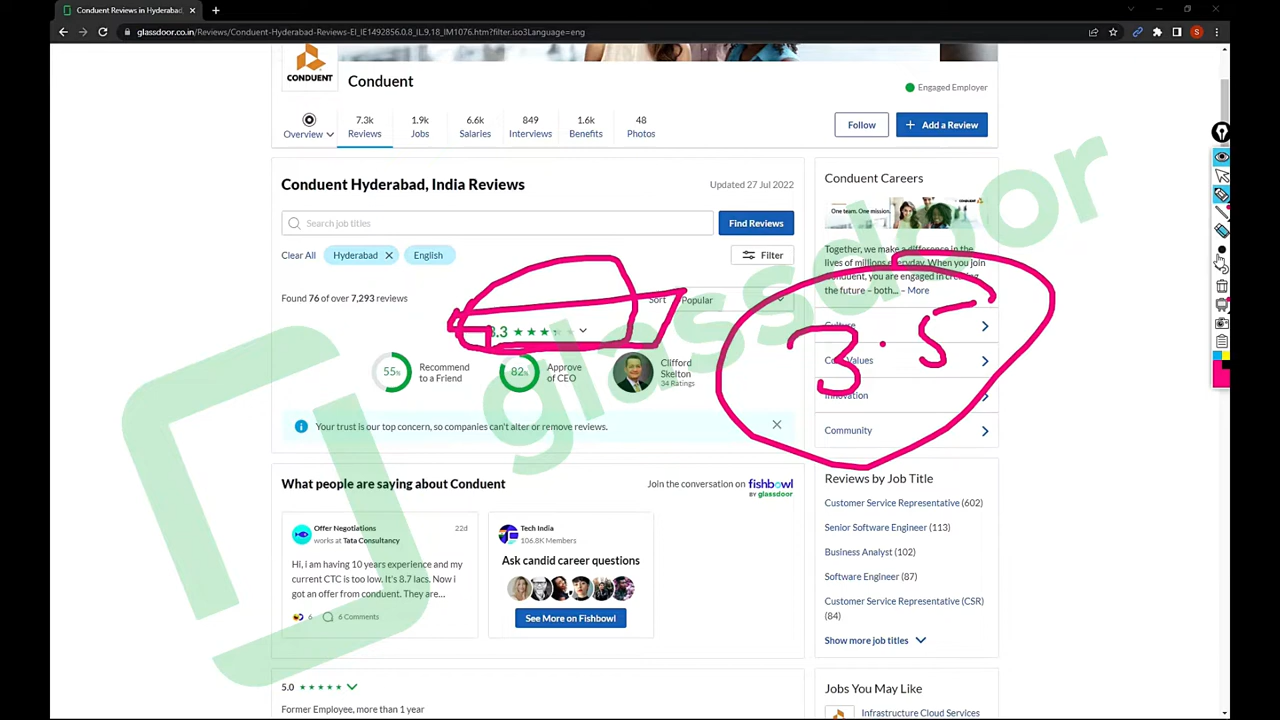 Conduent Reviews in Hyderabad,
glassdoor.co.in/Reviews/Conduent-Hyderabad-Reviews-EI_IE1492856.0,8_IL.9,18_IM1076.htm?filter.iso3Language=eng
CONDUENT
Conduent
Engaged Employer
Overview
7.3k
Reviews
1.9k
Jobs
6.6k
Salaries
849
Interviews
1.6k
Benefits
48
Photos
Follow
+ Add a Review
Conduent Hyderabad, India Reviews
Updated 27 Jul 2022
Search job titles
Find Reviews
Clear All
Hyderabad
English
Filter
Found 76 of over 7,293 reviews
Sort
Popular
3.3
55%
Recommend
to a Friend
82%
Approve
of CEO
Clifford
Skelton
34 Ratings
Your trust is our top concern, so companies can't alter or remove reviews.
What people are saying about Conduent
Join the conversation on fishbowl
BY glassdoor
Offer Negotiations
works at Tata Consultancy
22d
Hi, i am having 10 years experience and my
current CTC is too low. It's 8.7 lacs. Now i
got an offer from conduent. They are...
6
6 Comments
Tech India
106.8K Members
Ask candid career questions
See More on Fishbowl
5.0
Former Employee, more than 1 year
Conduent Careers
One team. One mission.
CONDUENT
Together, we make a difference in the
lives of millions everyday. When you join
Conduent, you are engaged in creating
the future – both... – More
Culture
Core Values
Innovation
Community
3.5
Reviews by Job Title
Customer Service Representative (602)
Senior Software Engineer (113)
Business Analyst (102)
Software Engineer (87)
Customer Service Representative (CSR)
(84)
Show more job titles
Jobs You May Like
Infrastructure Cloud Services
glassdoor
S